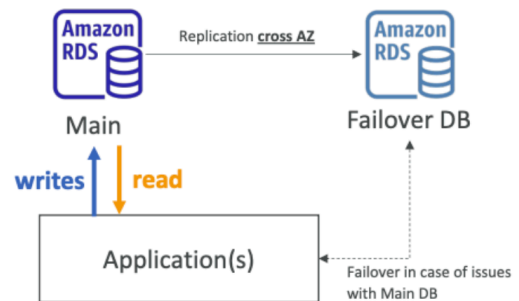 Amazon
RDS
Replication cross AZ
Amazon
RDS
Main
Failover DB
writes
read
Application(s)
Failover in case of issues
with Main DB